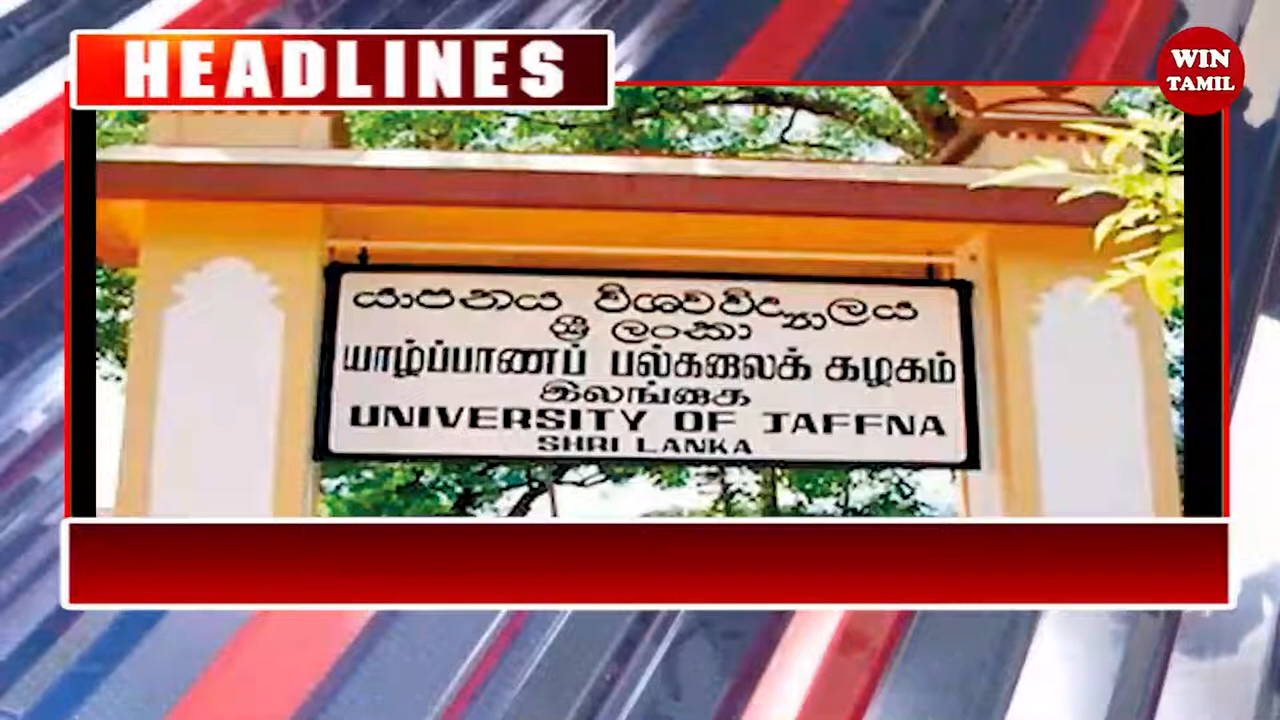 HEADLINES
WIN
TAMIL
යාපනය විශ්වවිද්‍යාලය
ශ්‍රී ලංකා
யாழ்ப்பாணப் பல்கலைக் கழகம்
இலங்கை
UNIVERSITY OF JAFFNA
SHRI LANKA